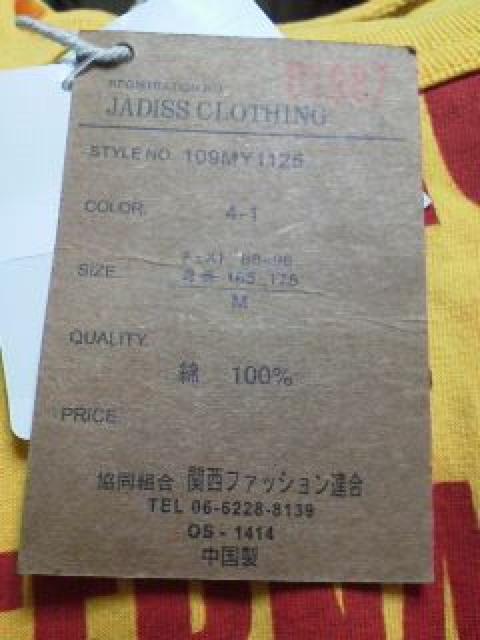 REGISTRATION NO.
JADISS CLOTHING
STYLE NO. 109MY1125
COLOR. 4-1
SIZE. チェスト 88-96
身長 165-175
M
QUALITY.
綿 100%
PRICE.
協同組合 関西ファッション連合
TEL 06-6228-8139
OS-1414
中国製